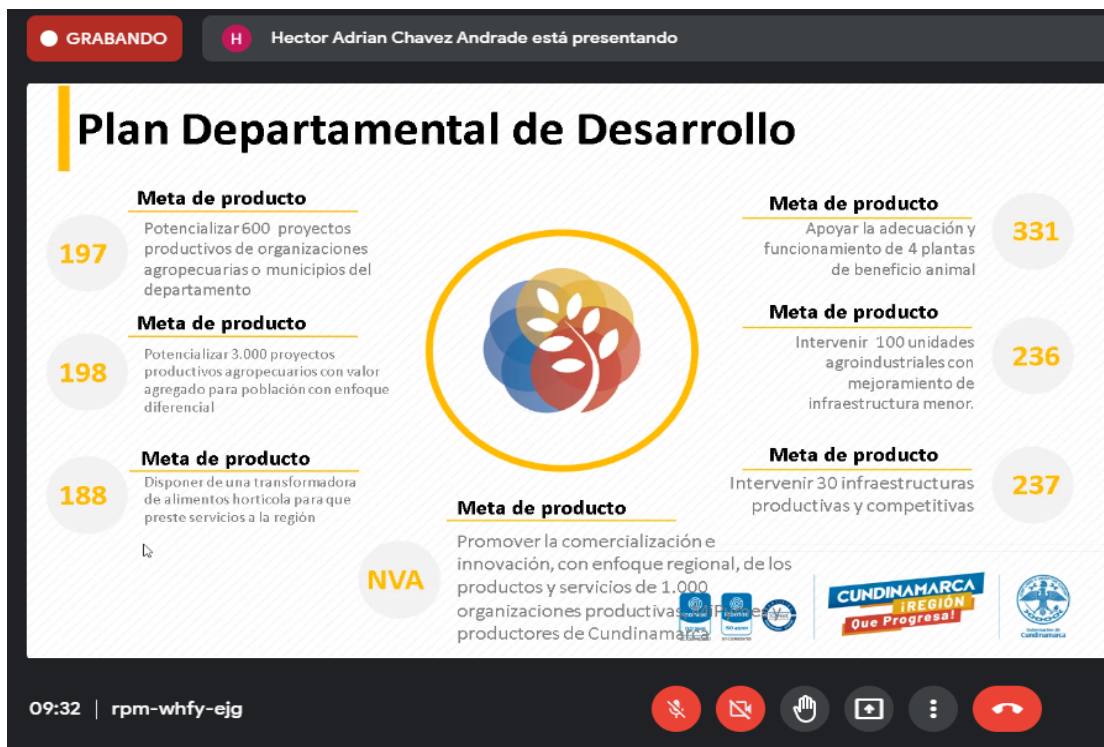 GRABANDO
H
Hector Adrian Chavez Andrade está presentando
Plan Departamental de Desarrollo
197
Meta de producto
Potencializar 600 proyectos
productivos de organizaciones
agropecuarias o municipios del
departamento
198
Meta de producto
Potencializar 3.000 proyectos
productivos agropecuarios con valor
agregado para población con enfoque
diferencial
188
Meta de producto
Disponer de una transformadora
de alimentos horticola para que
preste servicios a la región
NVA
Meta de producto
Promover la comercialización e
innovación, con enfoque regional, de los
productos y servicios de 1.000
organizaciones productivas, MiPymes y
productores de Cundinamarca
Meta de producto
331
Apoyar la adecuación y
funcionamiento de 4 plantas
de beneficio animal
Meta de producto
236
Intervenir 100 unidades
agroindustriales con
mejoramiento de
infraestructura menor.
Meta de producto
237
Intervenir 30 infraestructuras
productivas y competitivas
CUNDINAMARCA
¡REGIÓN
Que Progresa!
Gobernación de
Cundinamarca
09:32 | rpm-whfy-ejg